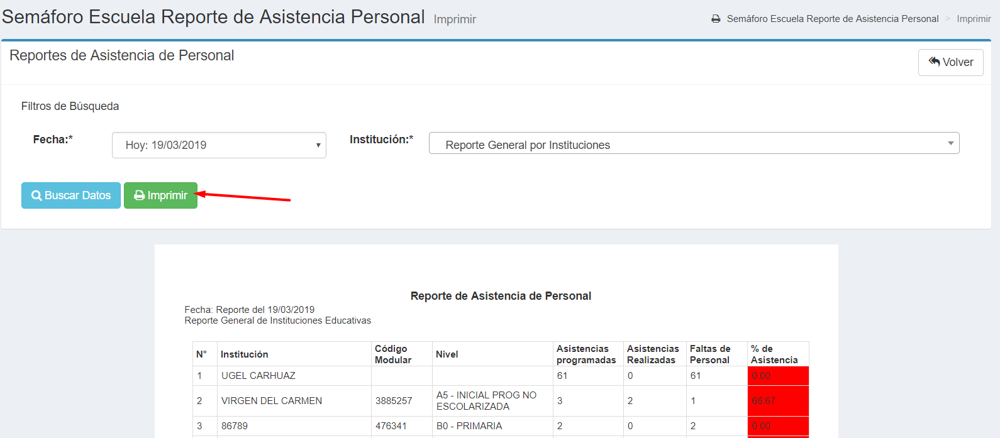 Semáforo Escuela Reporte de Asistencia Personal Imprimir
Semáforo Escuela Reporte de Asistencia Personal > Imprimir
Reportes de Asistencia de Personal
Volver
Filtros de Búsqueda
Fecha:* Hoy: 19/03/2019 Institución:* Reporte General por Instituciones
Buscar Datos Imprimir
Reporte de Asistencia de Personal
Fecha: Reporte del 19/03/2019
Reporte General de Instituciones Educativas
N° Institución Código Modular Nivel Asistencias programadas Asistencias Realizadas Faltas de Personal % de Asistencia
1 UGEL CARHUAZ 61 0 61 0.00
2 VIRGEN DEL CARMEN 3885257 A5 - INICIAL PROG NO ESCOLARIZADA 3 2 1 66.67
3 86789 476341 B0 - PRIMARIA 2 0 2 0.00